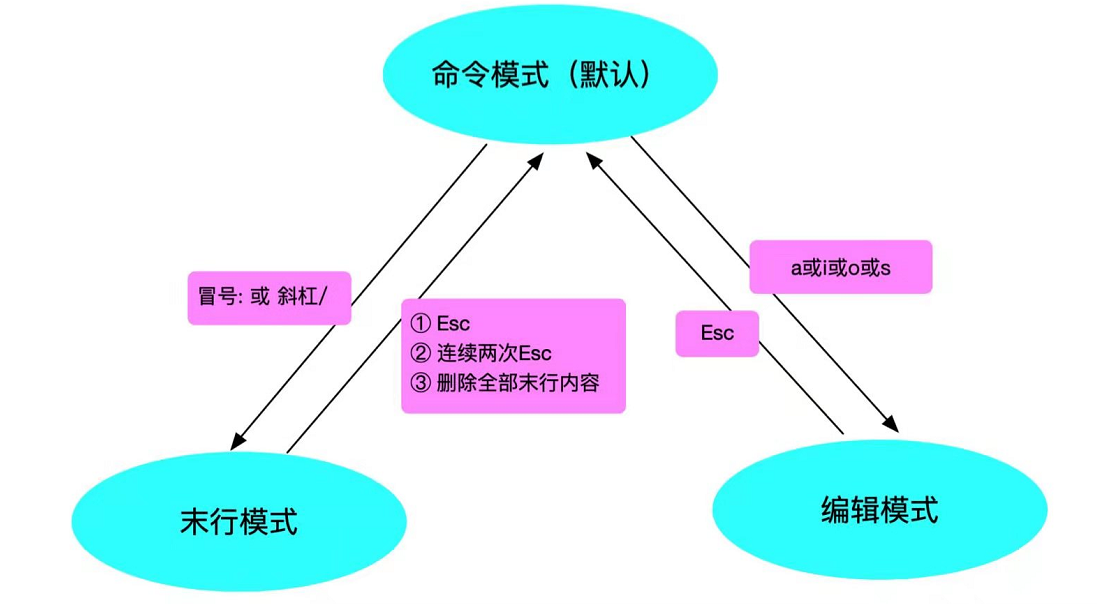 命令模式（默认）
冒号: 或 斜杠/
① Esc
② 连续两次Esc
③ 删除全部末行内容
Esc
a或i或o或s
末行模式
编辑模式